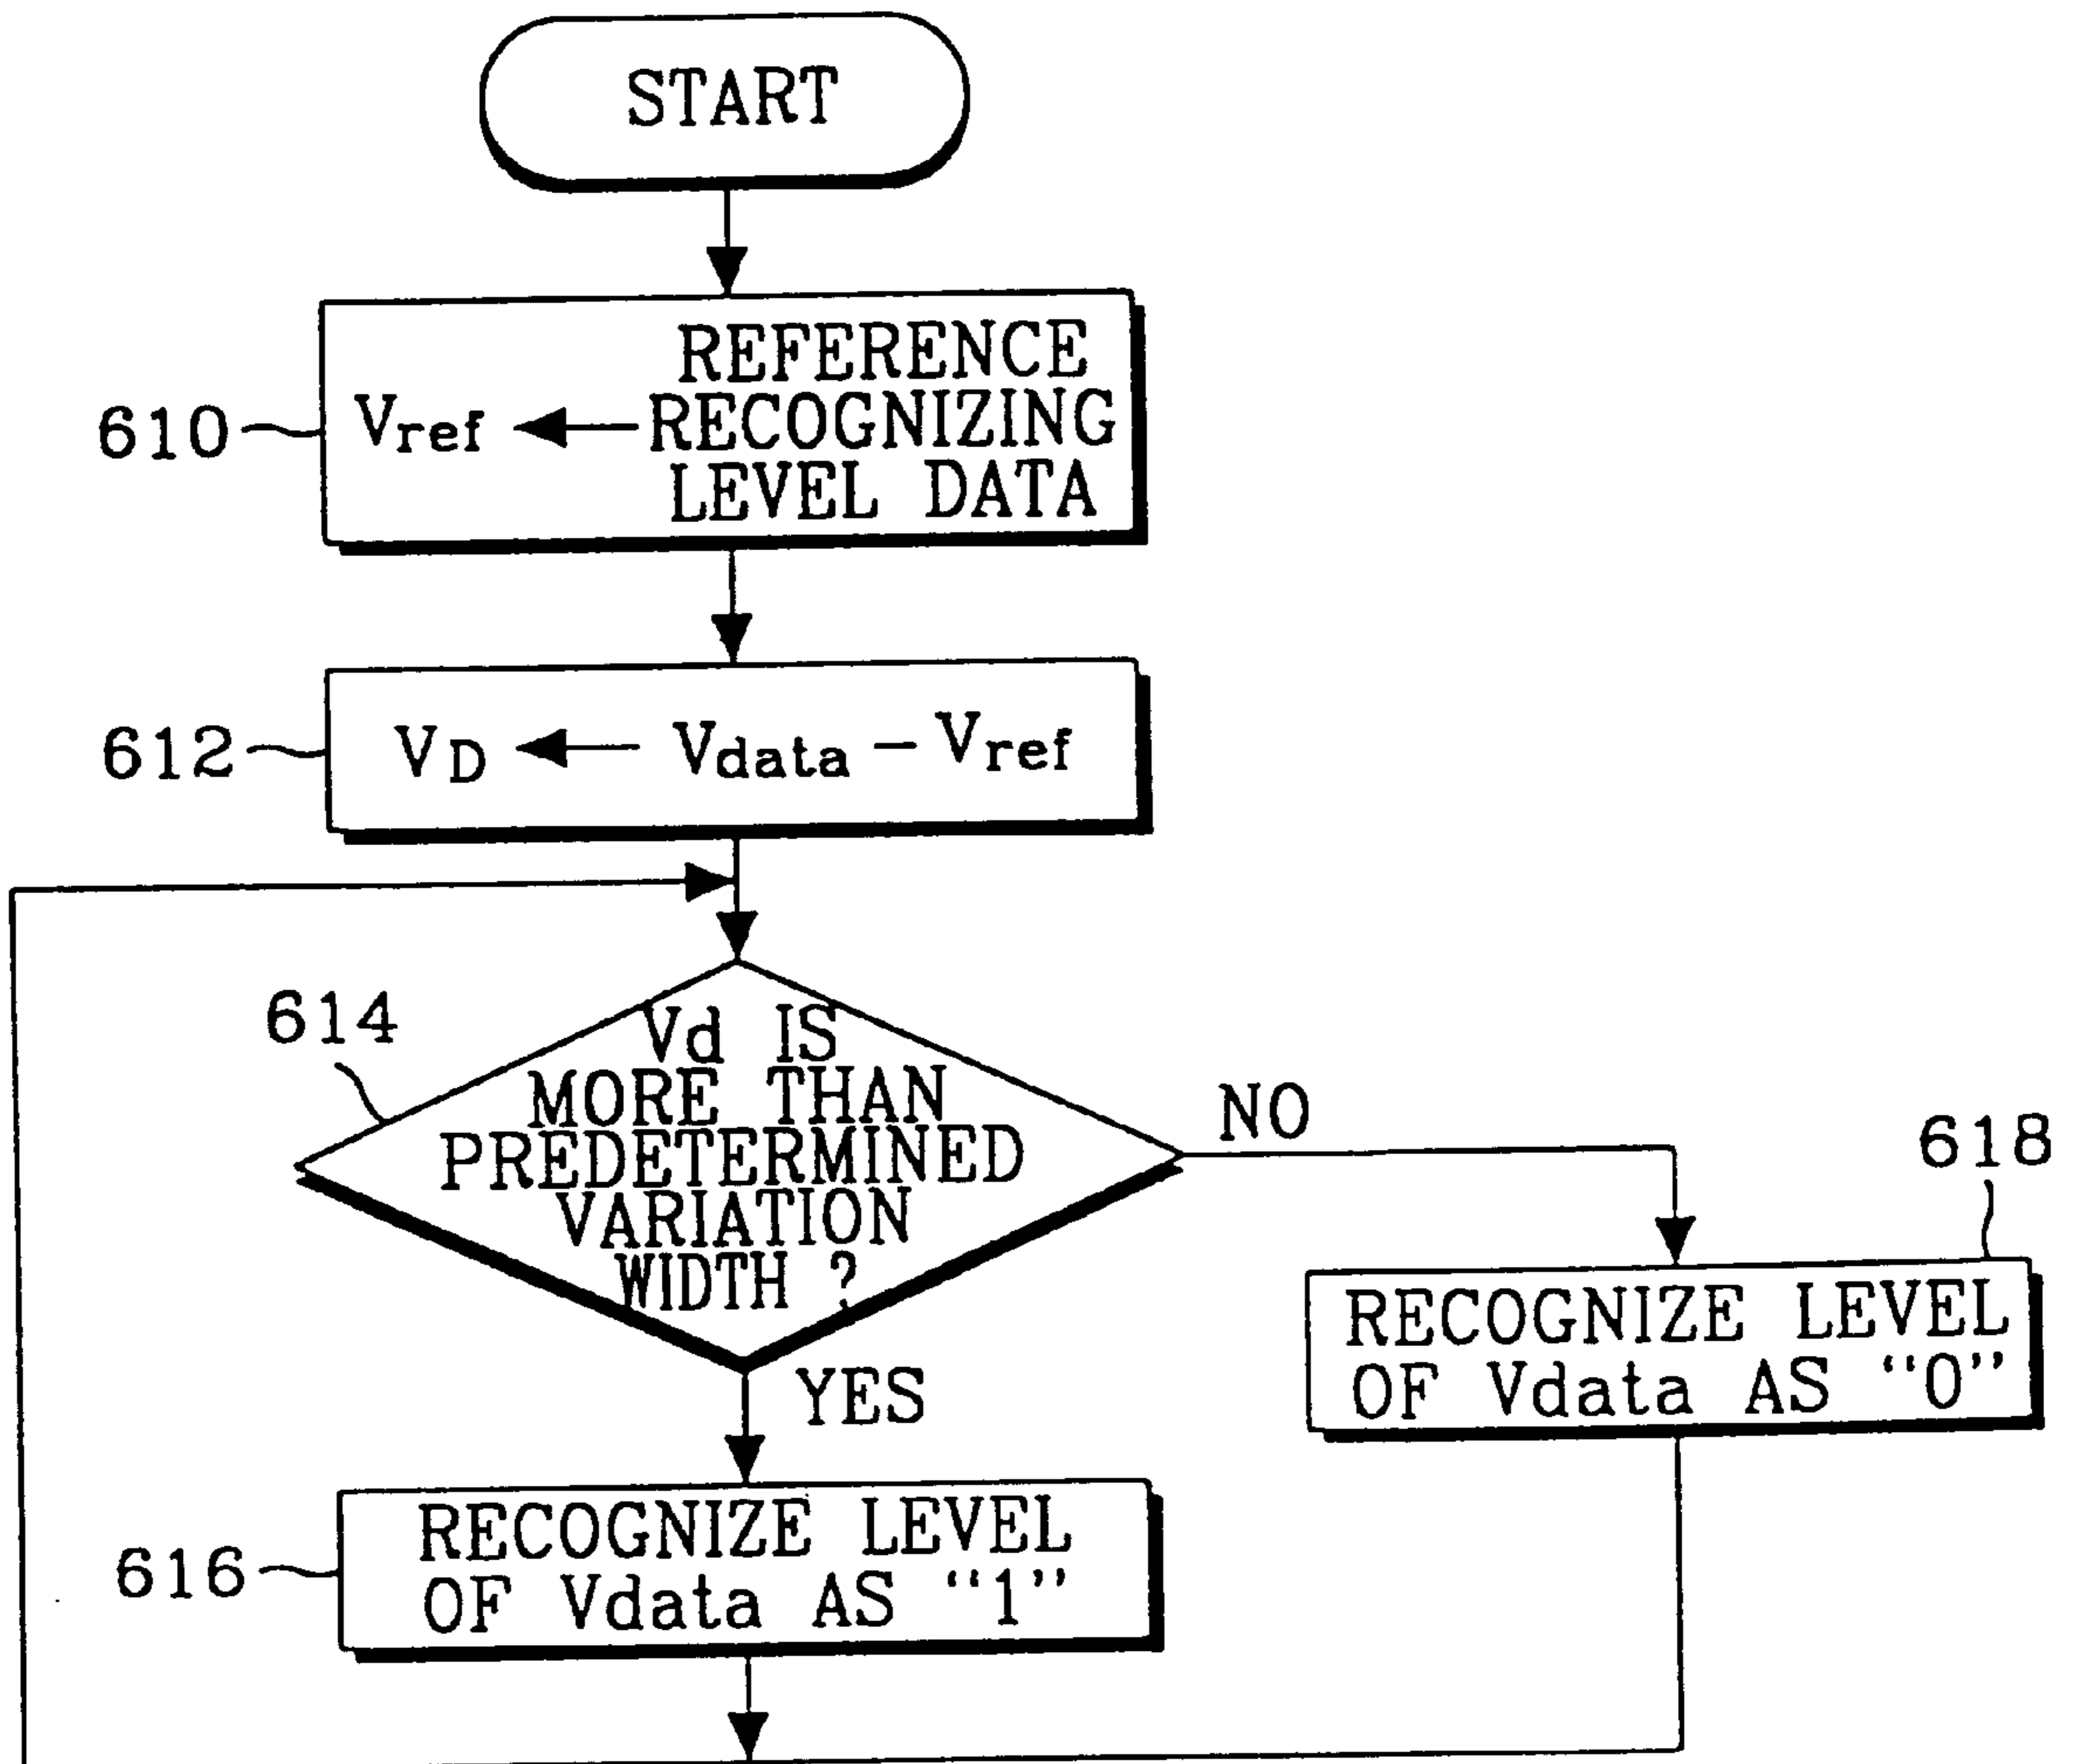 START
REFERENCE
610 Vref ← RECOGNIZING
LEVEL DATA
612 VD ← Vdata − Vref
614
Vd IS
MORE THAN
PREDETERMINED
VARIATION
WIDTH ?
NO
618
RECOGNIZE LEVEL
OF Vdata AS “0”
YES
616
RECOGNIZE LEVEL
OF Vdata AS “1”